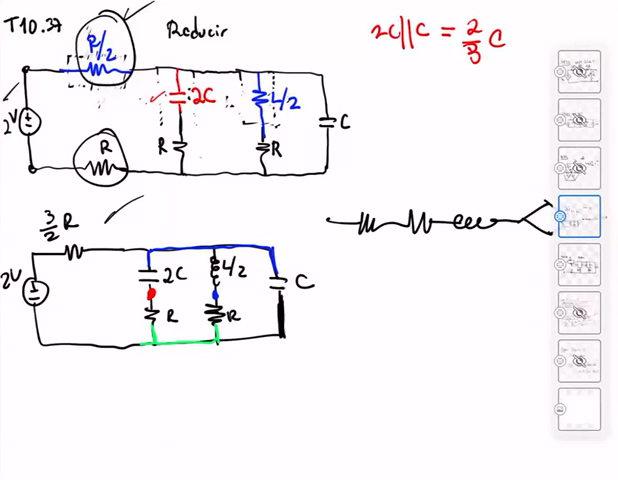 T10.37
R/2
Reducir
2C||C = 2/3 C
2V
2C
L/2
C
R
R
R
3/2 R
2V
2C
L/2
C
R
R